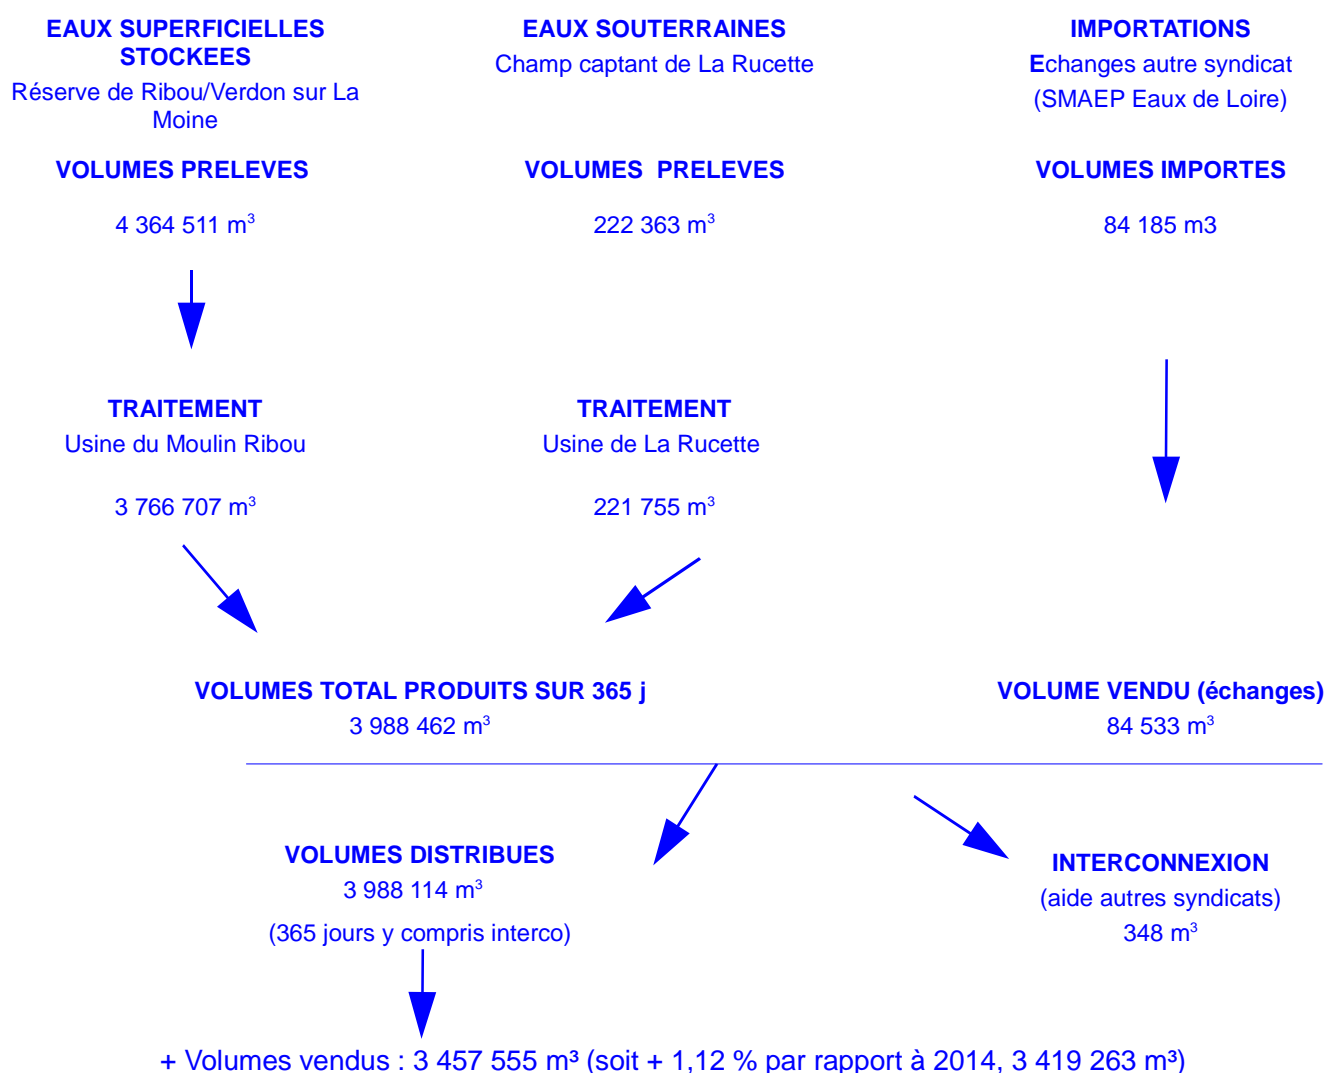 EAUX SUPERFICIELLES
STOCKEES
Réserve de Ribou/Verdon sur La
Moine
VOLUMES PRELEVES
4 364 511 m³
EAUX SOUTERRAINES
Champ captant de La Rucette
VOLUMES  PRELEVES
222 363 m³
IMPORTATIONS
Echanges autre syndicat
(SMAEP Eaux de Loire)
VOLUMES IMPORTES
84 185 m3
TRAITEMENT
Usine du Moulin Ribou
3 766 707 m³
TRAITEMENT
Usine de La Rucette
221 755 m³
VOLUMES TOTAL PRODUITS SUR 365 j
3 988 462 m³
VOLUME VENDU (échanges)
84 533 m³
VOLUMES DISTRIBUES
3 988 114 m³
(365 jours y compris interco)
INTERCONNEXION
(aide autres syndicats)
348 m³
+ Volumes vendus : 3 457 555 m³ (soit + 1,12 % par rapport à 2014, 3 419 263 m³)